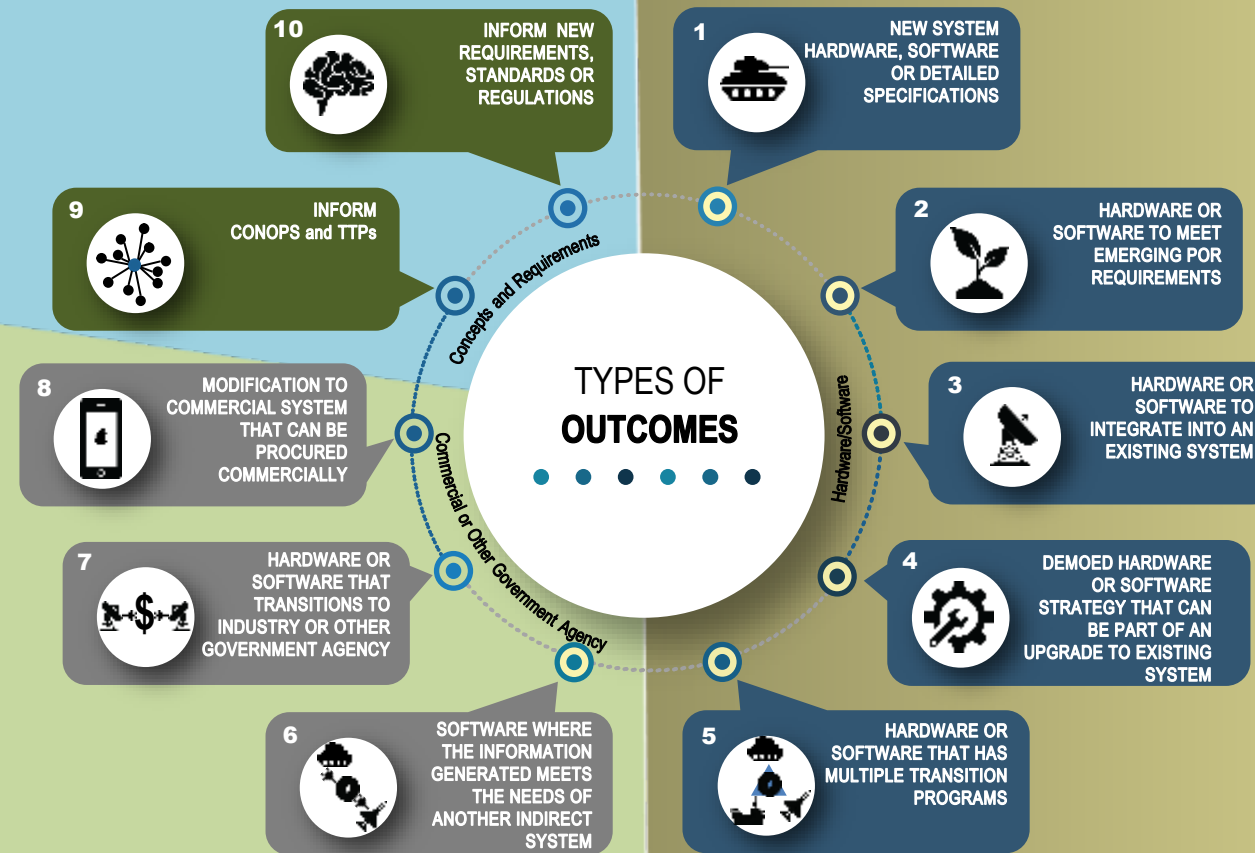 TYPES OF
OUTCOMES
1
NEW SYSTEM
HARDWARE, SOFTWARE
OR DETAILED
SPECIFICATIONS
2
HARDWARE OR
SOFTWARE TO MEET
EMERGING POR
REQUIREMENTS
3
HARDWARE OR
SOFTWARE TO
INTEGRATE INTO AN
EXISTING SYSTEM
4
DEMOED HARDWARE
OR SOFTWARE
STRATEGY THAT CAN
BE PART OF AN
UPGRADE TO EXISTING
SYSTEM
5
HARDWARE OR
SOFTWARE THAT HAS
MULTIPLE TRANSITION
PROGRAMS
6
SOFTWARE WHERE
THE INFORMATION
GENERATED MEETS
THE NEEDS OF
ANOTHER INDIRECT
SYSTEM
7
HARDWARE OR
SOFTWARE THAT
TRANSITIONS TO
INDUSTRY OR OTHER
GOVERNMENT AGENCY
$
8
MODIFICATION TO
COMMERCIAL SYSTEM
THAT CAN BE
PROCURED
COMMERCIALLY
9
INFORM
CONOPS and TTPs
10
INFORM NEW
REQUIREMENTS,
STANDARDS OR
REGULATIONS
Concepts and Requirements
Hardware/Software
Commercial or Other Government Agency